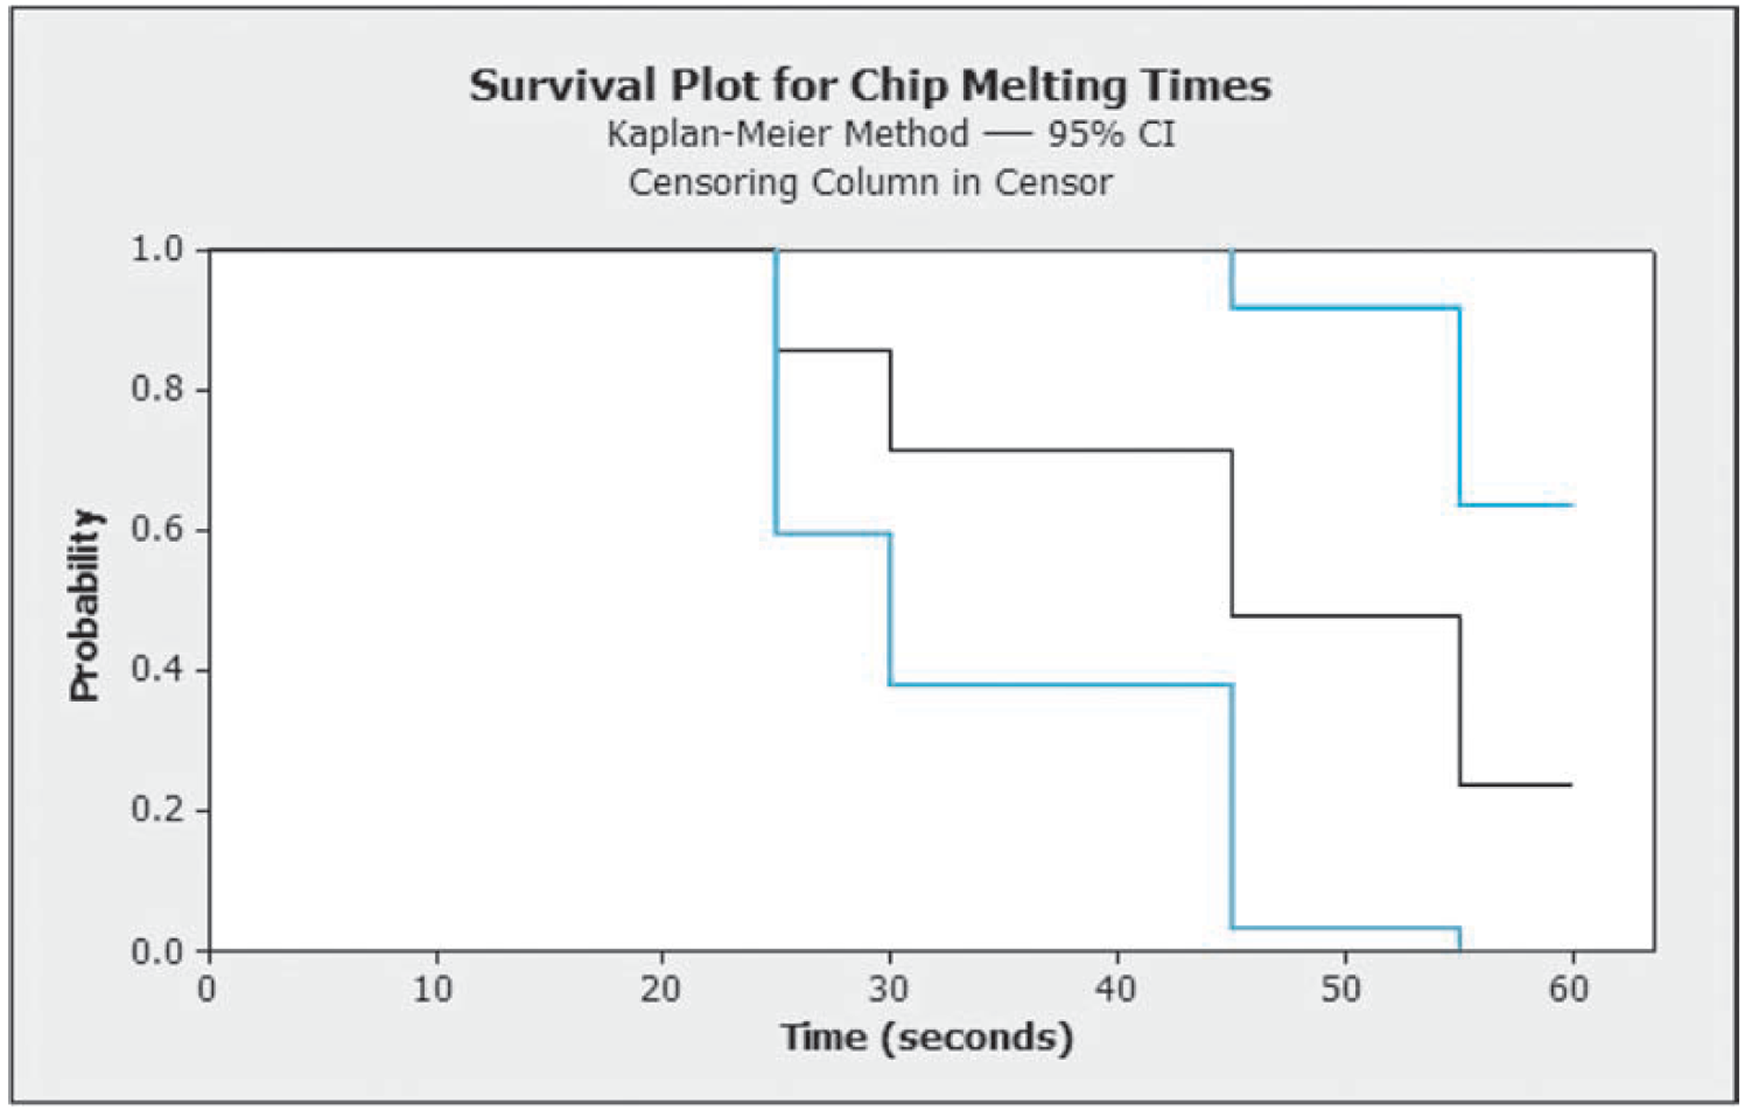 Survival Plot for Chip Melting Times
Kaplan-Meier Method — 95% CI
Censoring Column in Censor
Probability
1.0
0.8
0.6
0.4
0.2
0.0
0 10 20 30 40 50 60
Time (seconds)